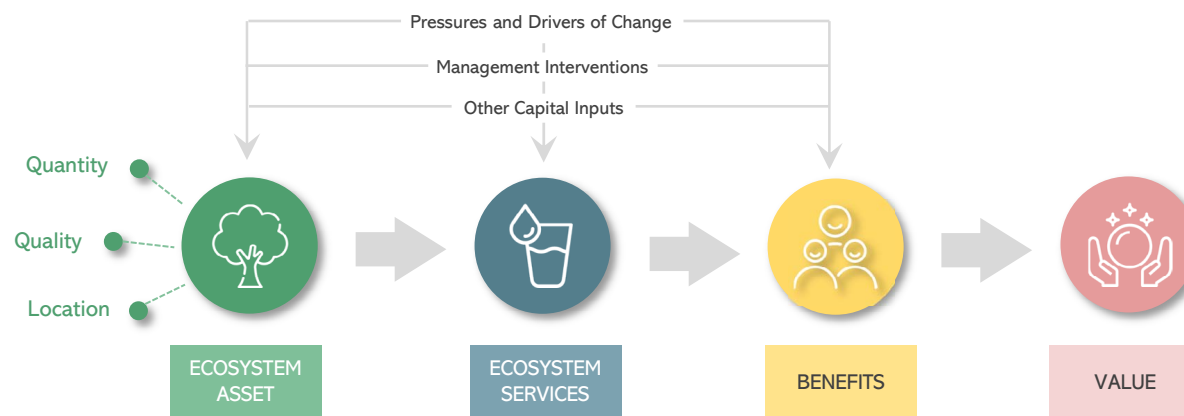 Pressures and Drivers of Change
Management Interventions
Other Capital Inputs
Quantity
Quality
Location
ECOSYSTEM
ASSET
ECOSYSTEM
SERVICES
BENEFITS
VALUE